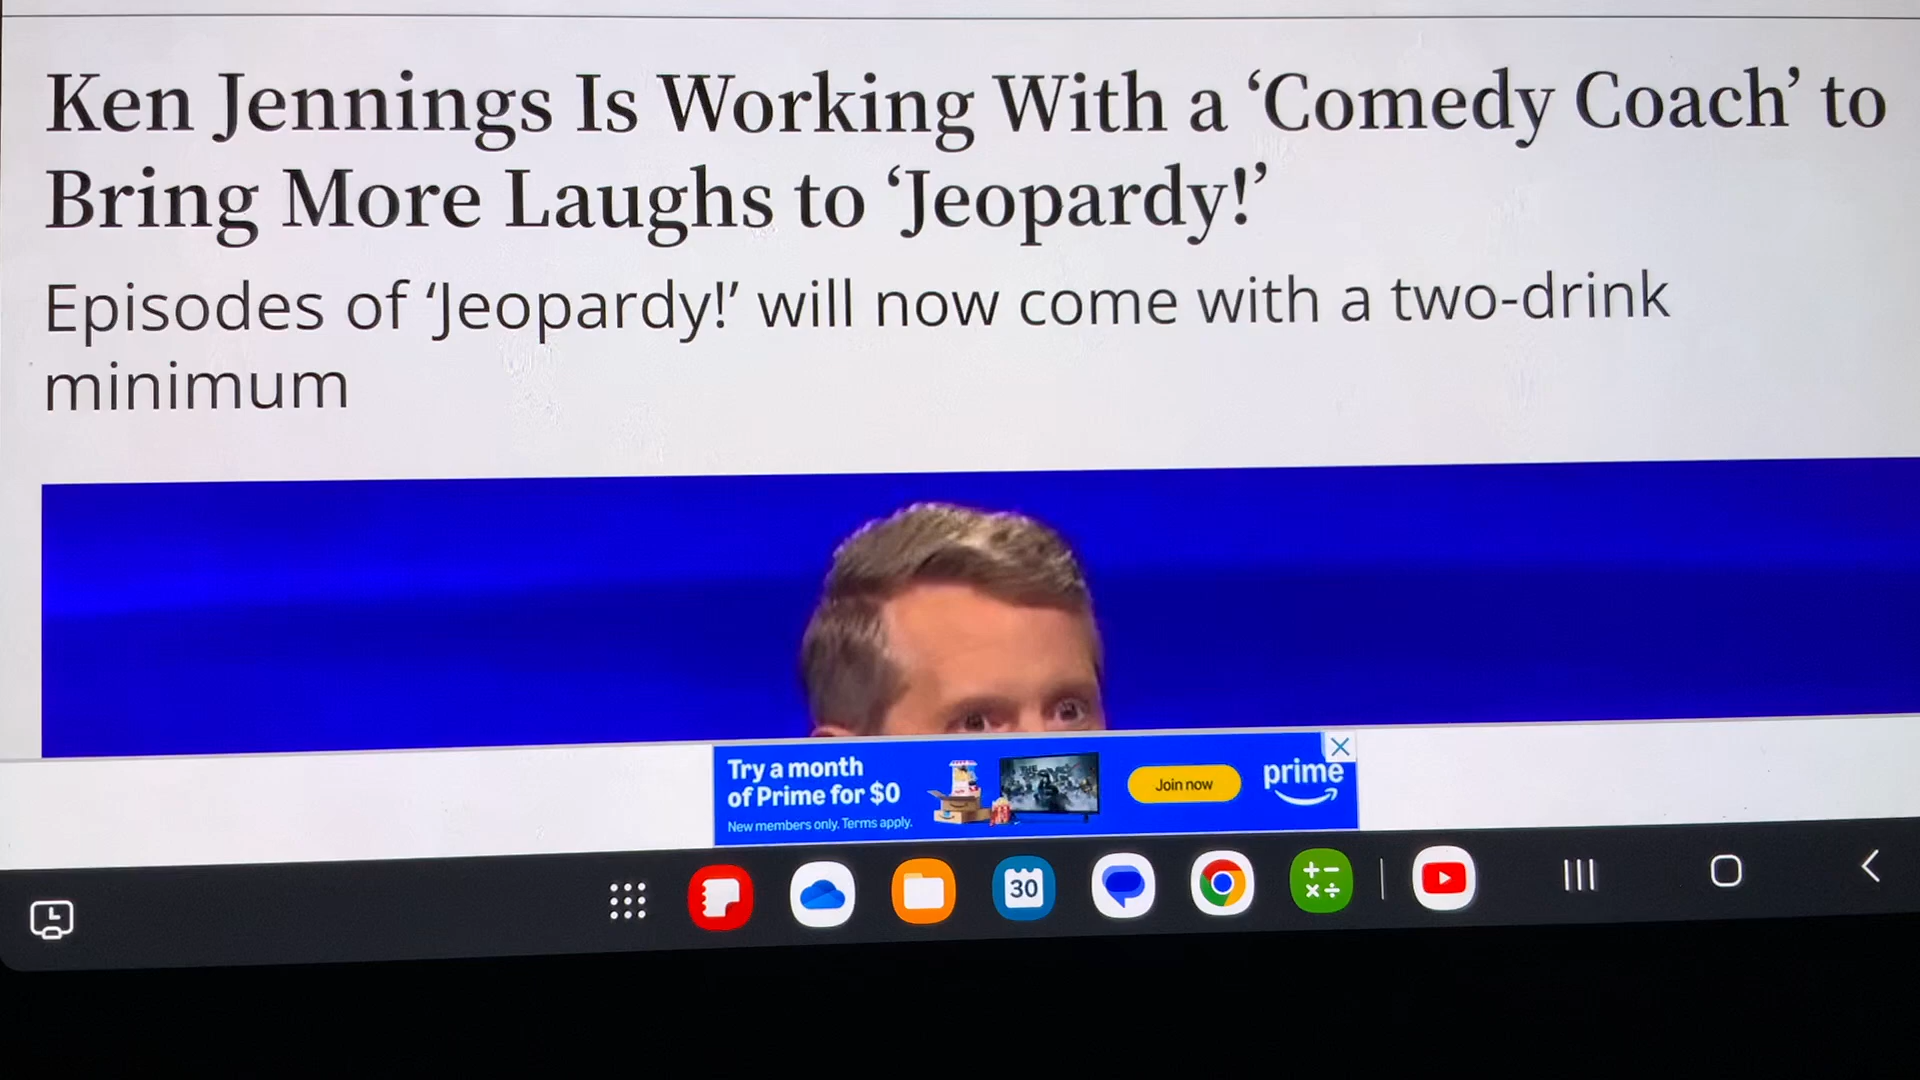 Ken Jennings Is Working With a ‘Comedy Coach’ to
Bring More Laughs to ‘Jeopardy!’
Episodes of ‘Jeopardy!’ will now come with a two-drink
minimum
Try a month
of Prime for $0
New members only. Terms apply.
Join now
prime
30